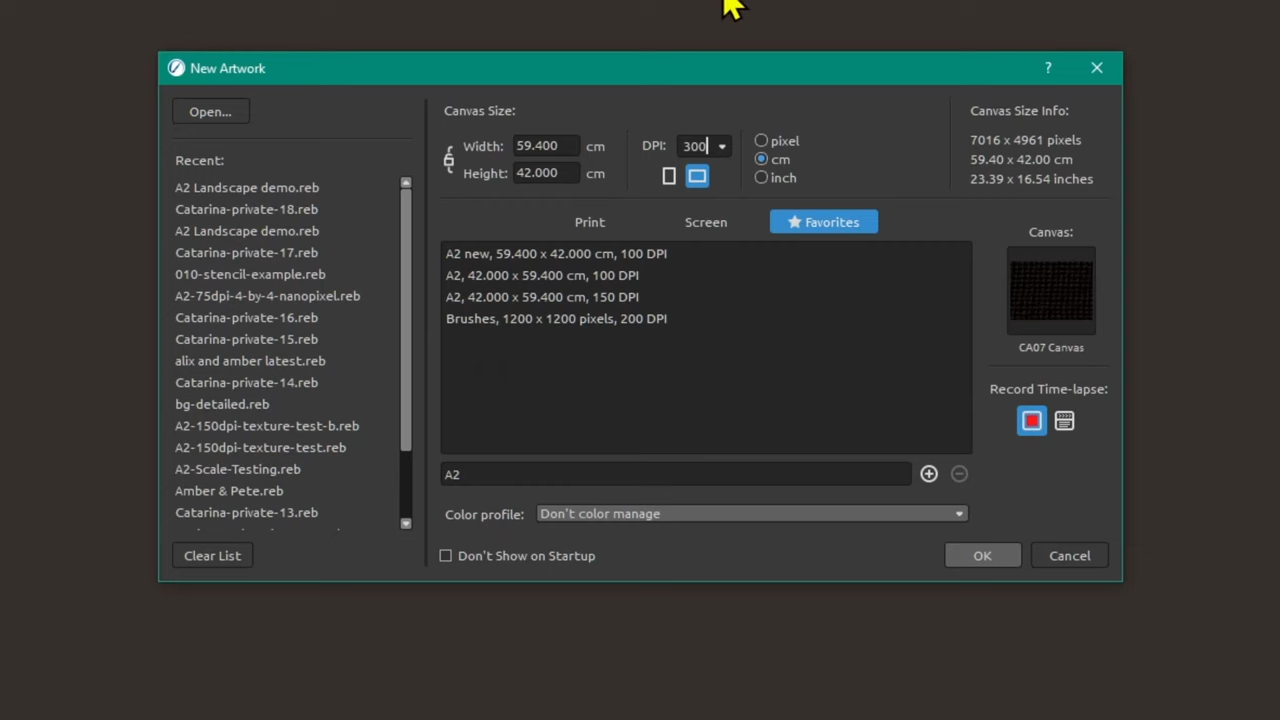 New Artwork
?
Open...
Recent:
A2 Landscape demo.reb
Catarina-private-18.reb
A2 Landscape demo.reb
Catarina-private-17.reb
010-stencil-example.reb
A2-75dpi-4-by-4-nanopixel.reb
Catarina-private-16.reb
Catarina-private-15.reb
alix and amber latest.reb
Catarina-private-14.reb
bg-detailed.reb
A2-150dpi-texture-test-b.reb
A2-150dpi-texture-test.reb
A2-Scale-Testing.reb
Amber & Pete.reb
Catarina-private-13.reb
Clear List
Canvas Size:
Width: 59.400 cm
Height: 42.000 cm
DPI: 300
pixel
cm
inch
Canvas Size Info:
7016 x 4961 pixels
59.40 x 42.00 cm
23.39 x 16.54 inches
Print Screen Favorites
A2 new, 59.400 x 42.000 cm, 100 DPI
A2, 42.000 x 59.400 cm, 100 DPI
A2, 42.000 x 59.400 cm, 150 DPI
Brushes, 1200 x 1200 pixels, 200 DPI
A2
Color profile: Don't color manage
Don't Show on Startup
Canvas:
CA07 Canvas
Record Time-lapse:
OK
Cancel